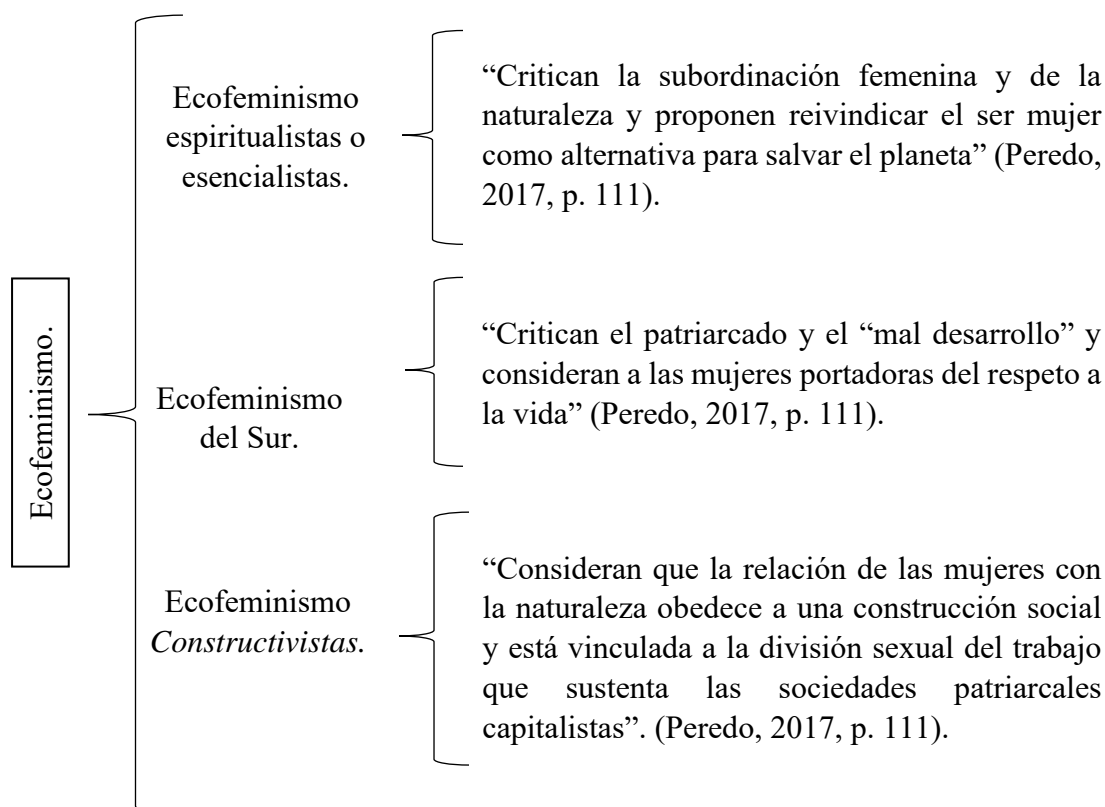 Ecofeminismo.
Ecofeminismo
espiritualistas o
esencialistas.
“Critican la subordinación femenina y de la
naturaleza y proponen reivindicar el ser mujer
como alternativa para salvar el planeta” (Peredo,
2017, p. 111).
Ecofeminismo
del Sur.
“Critican el patriarcado y el “mal desarrollo” y
consideran a las mujeres portadoras del respeto a
la vida” (Peredo, 2017, p. 111).
Ecofeminismo
Constructivistas.
“Consideran que la relación de las mujeres con
la naturaleza obedece a una construcción social
y está vinculada a la división sexual del trabajo
que sustenta las sociedades patriarcales
capitalistas”. (Peredo, 2017, p. 111).